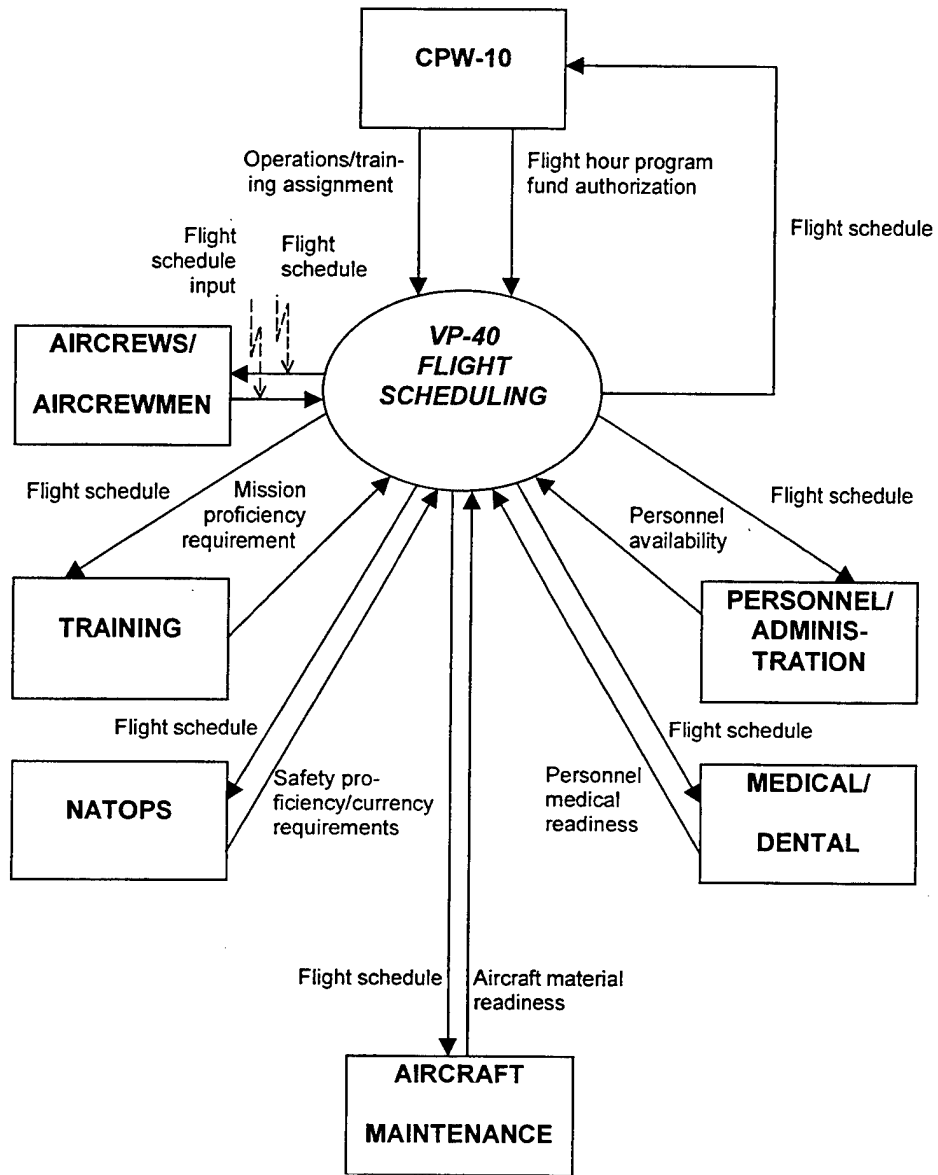 CPW-10
Operations/train-
ing assignment
Flight hour program
fund authorization
Flight schedule
Flight
schedule
input
Flight
schedule
VP-40
FLIGHT
SCHEDULING
AIRCREWS/
AIRCREWMEN
Flight schedule
Mission
proficiency
requirement
Personnel
availability
Flight schedule
TRAINING
PERSONNEL/
ADMINIS-
TRATION
Flight schedule
Safety pro-
ficiency/currency
requirements
Personnel
medical
readiness
Flight schedule
NATOPS
MEDICAL/
DENTAL
Flight schedule
Aircraft material
readiness
AIRCRAFT
MAINTENANCE